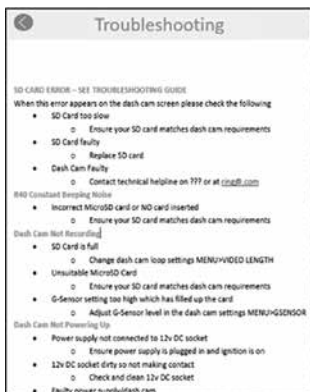 Troubleshooting
SD CARD ERROR – SEE TROUBLESHOOTING GUIDE
When this error appears on the dash cam screen please check the following
SD Card too slow
Ensure your SD card matches dash cam requirements
SD Card faulty
Replace SD card
Dash Cam Faulty
Contact technical helpline on ??? or at ring@.com
R40 Constant Beeping Noise
Incorrect MicroSD card or NO card inserted
Ensure your SD card matches dash cam requirements
Dash Cam Not Recording
SD Card is full
Change dash cam loop settings MENU>VIDEO LENGTH
Unsuitable MicroSD Card
Ensure your SD card matches dash cam requirements
G-Sensor setting too high which has filled up the card
Adjust G-Sensor level in the dash cam settings MENU>GSENSOR
Dash Cam Not Powering Up
Power supply not connected to 12v DC socket
Ensure power supply is plugged in and ignition is on
12v DC socket dirty so not making contact
Check and clean 12v DC socket
Faulty power supply/dash cam